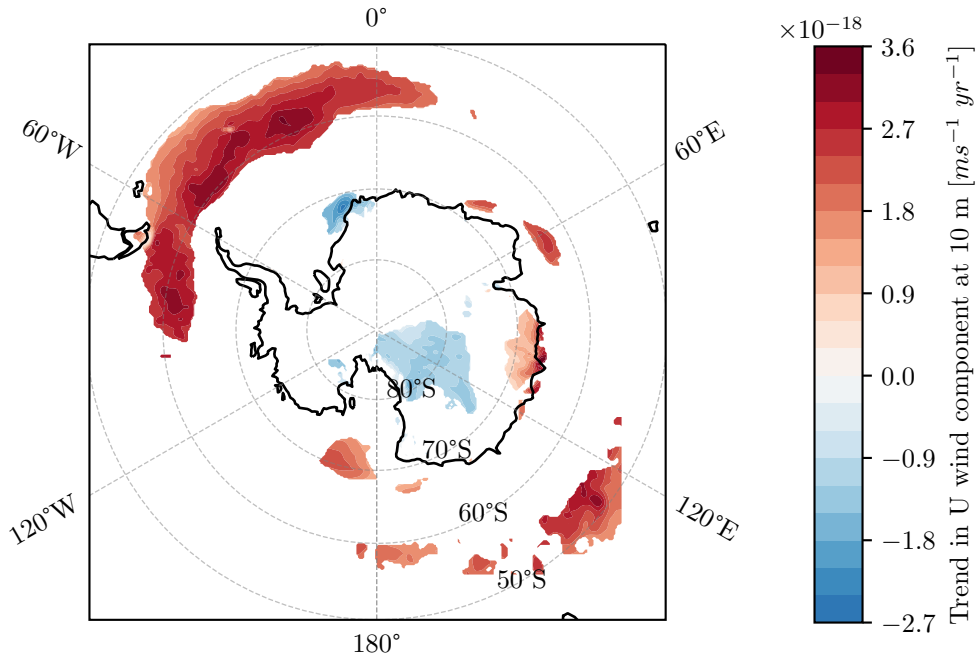 0°
×10⁻¹⁸
60°W
60°E
3.6
2.7
1.8
0.9
0.0
−0.9
−1.8
−2.7
Trend in U wind component at 10 m [ms⁻¹ yr⁻¹]
80°S
70°S
60°S
50°S
120°W
120°E
180°